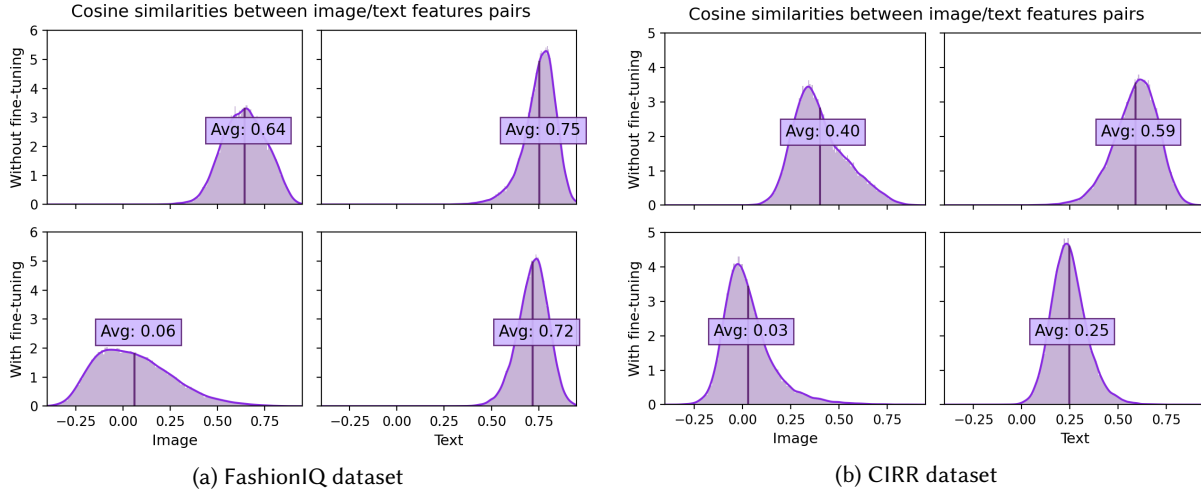 Cosine similarities between image/text features pairs
6
5
4
3
2
1
0
Without fine-tuning
Avg: 0.64
Avg: 0.75
6
5
4
3
2
1
0
With fine-tuning
Avg: 0.06
Avg: 0.72
−0.25 0.00 0.25 0.50 0.75
−0.25 0.00 0.25 0.50 0.75
Image
Text
(a) FashionIQ dataset
Cosine similarities between image/text features pairs
5
4
3
2
1
0
Without fine-tuning
Avg: 0.40
Avg: 0.59
5
4
3
2
1
0
With fine-tuning
Avg: 0.03
Avg: 0.25
−0.25 0.00 0.25 0.50 0.75
−0.25 0.00 0.25 0.50 0.75
Image
Text
(b) CIRR dataset